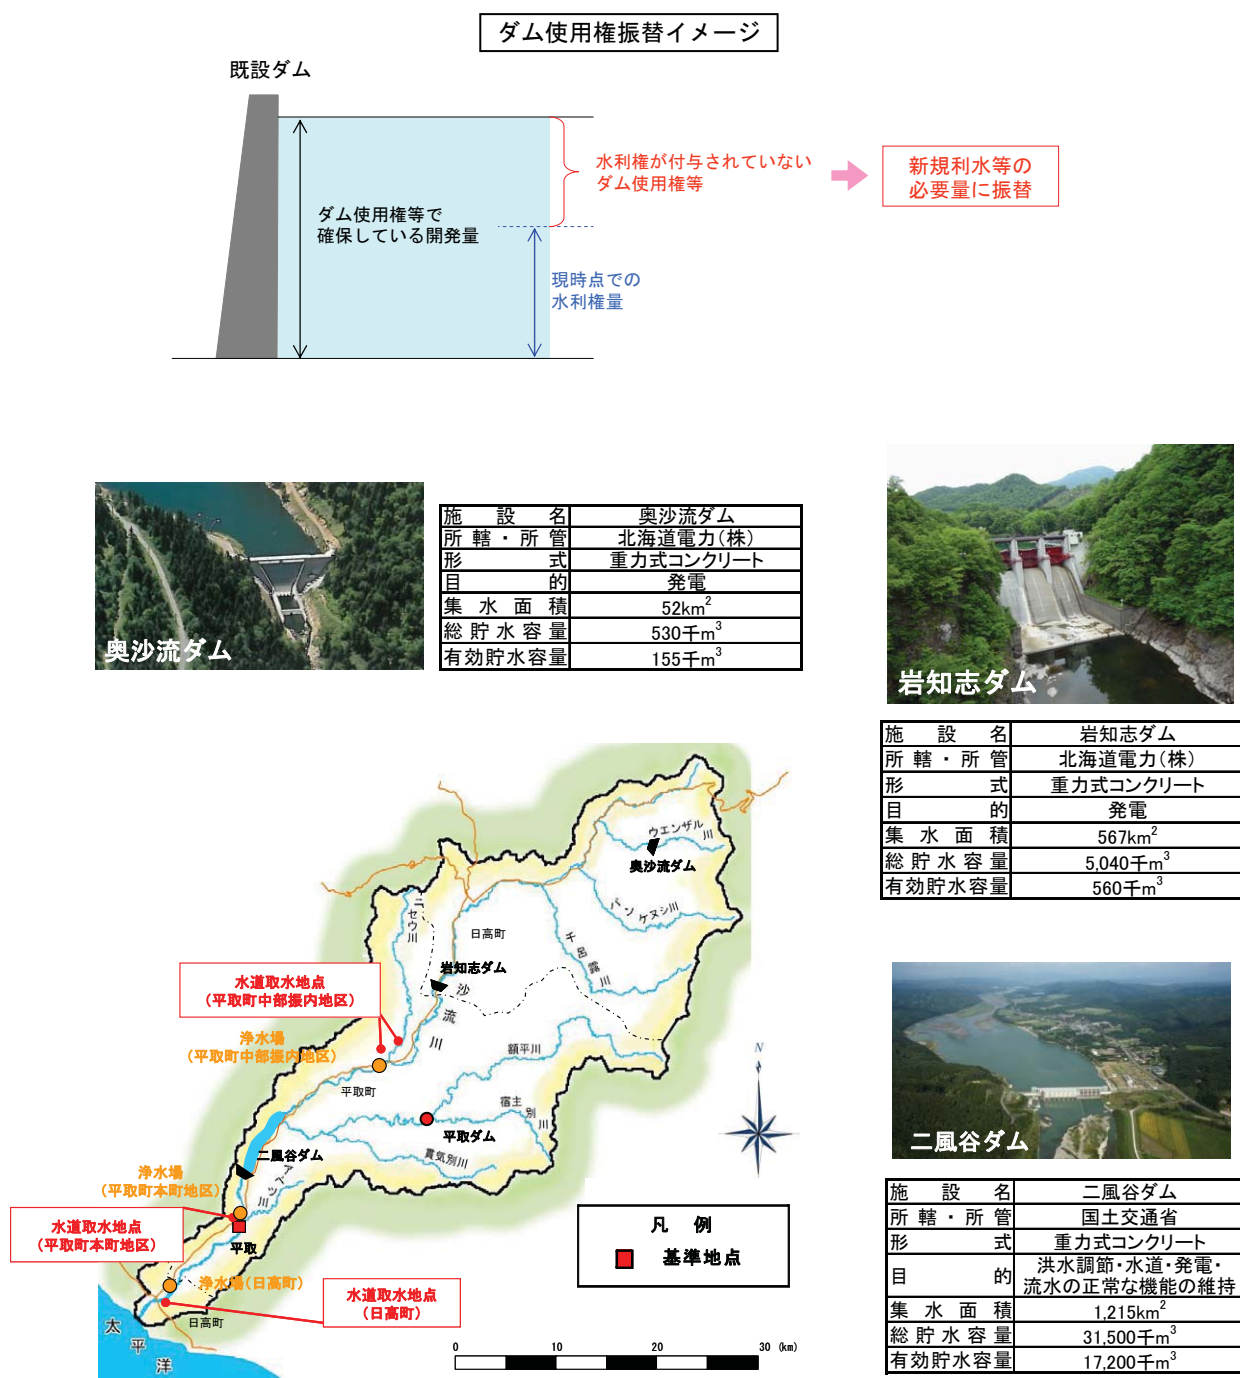 ダム使用権振替イメージ
既設ダム
水利権が付与されていない
ダム使用権等
新規利水等の
必要量に振替
ダム使用権等で
確保している開発量
現時点での
水利権量
奥沙流ダム
施設名 奥沙流ダム
所轄・所管 北海道電力(株)
形式 重力式コンクリート
目的 発電
集水面積 52km²
総貯水容量 530千m³
有効貯水容量 155千m³
岩知志ダム
施設名 岩知志ダム
所轄・所管 北海道電力(株)
形式 重力式コンクリート
目的 発電
集水面積 567km²
総貯水容量 5,040千m³
有効貯水容量 560千m³
ウエンザル川
奥沙流ダム
パンケヌシ川
ニセウ川
日高町
千呂露川
岩知志ダム
沙流川
水道取水地点
(平取町中部振内地区)
浄水場
(平取町中部振内地区)
額平川
平取町
宿主別川
平取ダム
貫気別川
二風谷ダム
アベツ川
浄水場
(平取町本町地区)
水道取水地点
(平取町本町地区)
平取
浄水場(日高町)
水道取水地点
(日高町)
日高町
太平洋
N
凡例
基準地点
0 10 20 30 (km)
二風谷ダム
施設名 二風谷ダム
所轄・所管 国土交通省
形式 重力式コンクリート
目的 洪水調節・水道・発電・
流水の正常な機能の維持
集水面積 1,215km²
総貯水容量 31,500千m³
有効貯水容量 17,200千m³